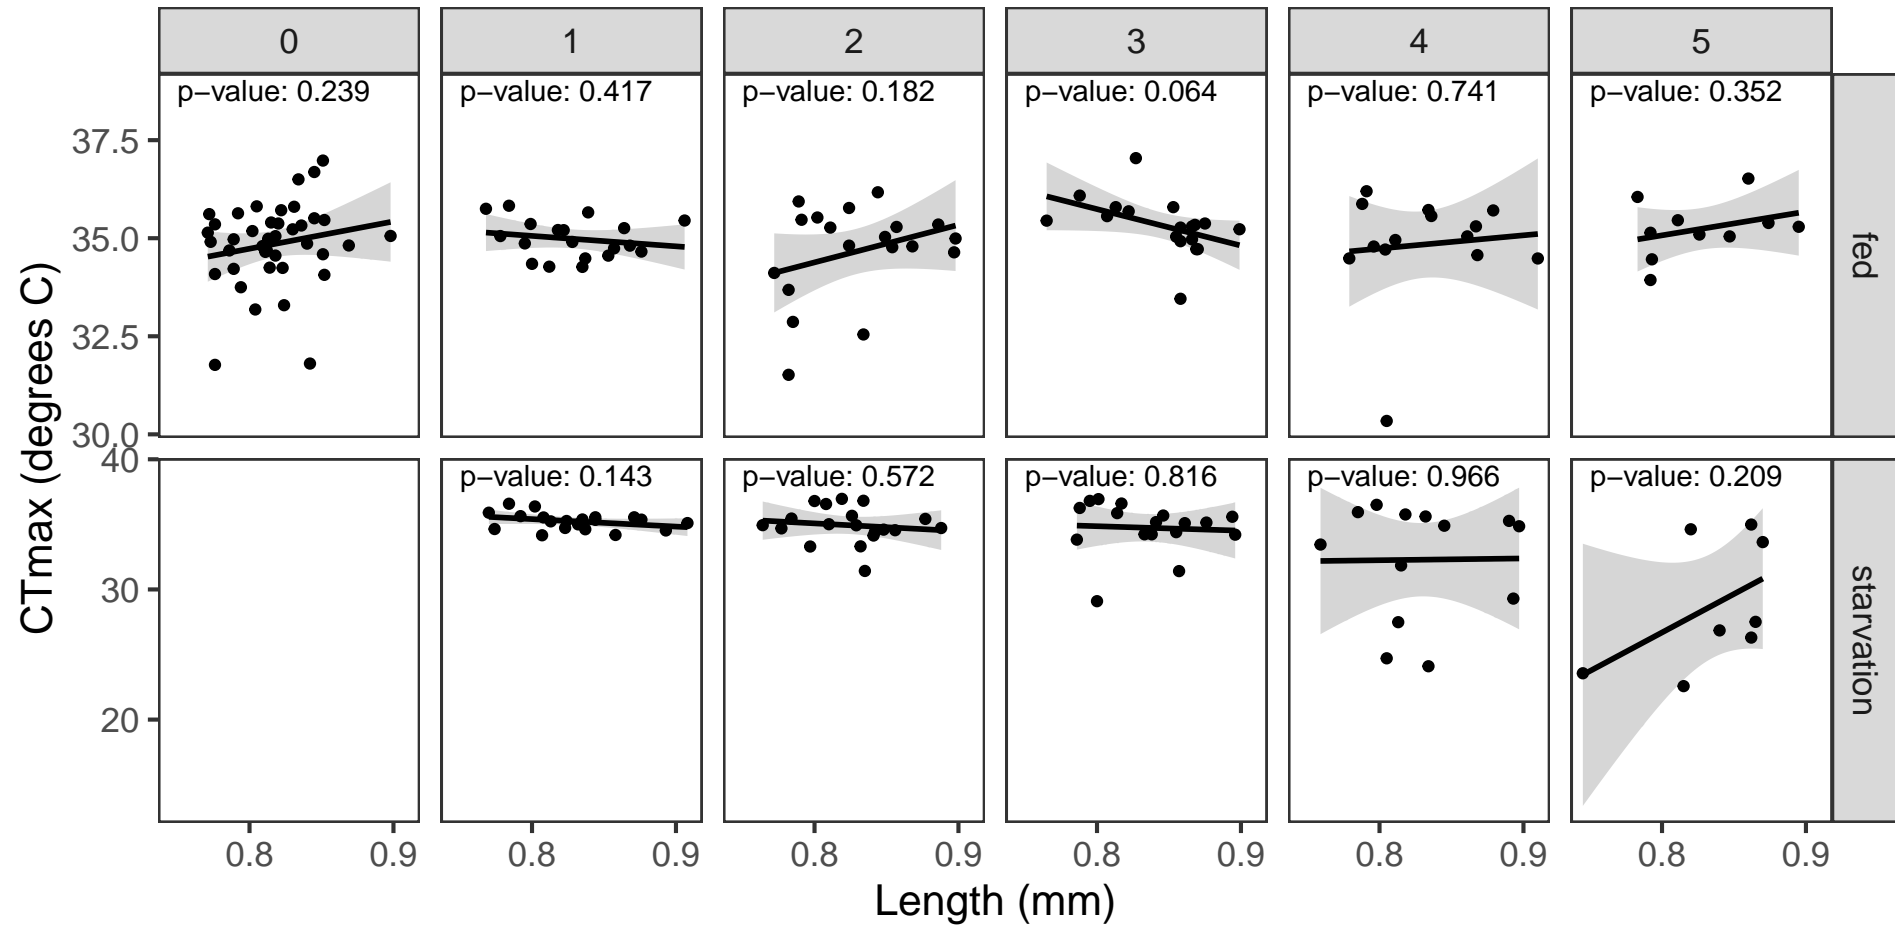 0 1 2 3 4 5
p−value: 0.239 p−value: 0.417 p−value: 0.182 p−value: 0.064 p−value: 0.741 p−value: 0.352
37.5
35.0
32.5
30.0
fed
CTmax (degrees C)
40
p−value: 0.143 p−value: 0.572 p−value: 0.816 p−value: 0.966 p−value: 0.209
30
20
starvation
0.8 0.9 0.8 0.9 0.8 0.9 0.8 0.9 0.8 0.9 0.8 0.9
Length (mm)